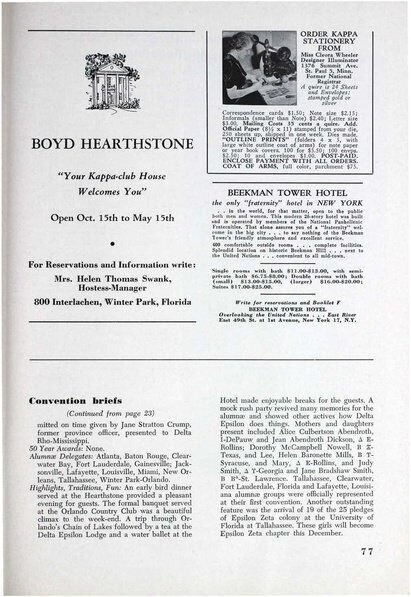 BOYD HEARTHSTONE
"Your Kappa-club House
Welcomes You"
Open Oct. 15th to May 15th
For Reservations and Information write:
Mrs. Helen Thomas Swank,
Hostess-Manager
800 Interlachen, Winter Park, Florida
ORDER KAPPA
STATIONERY
FROM
Miss Cleora Wheeler
Designer Illuminator
1376 Summit Ave.
St. Paul 5, Minn.
Former National
Registrar
A quire is 24 Sheets
and Envelopes:
stamped gold or
silver
Correspondence cards $1.50; Note size $2.15;
Informals (smaller than Note) $2.40; Letter size
$3.00. Mailing Costs 35 cents a quire. Add.
Official Paper (8½ x 11) stamped from your die,
250 sheets up, shipped in one week. Dies made.
"OUTLINE PRINTS" (folders 4x5 with
large white outline coat of arms) for note paper
or year book covers. 100 for $5.50; 100 envps.
$2.50; 10 and envelopes $1.00. POST-PAID.
ENCLOSE PAYMENT WITH ALL ORDERS.
COAT OF ARMS, full color, parchment $75.
BEEKMAN TOWER HOTEL
the only "fraternity" hotel in NEW YORK
. . . in the world, for that matter, open to the public
both men and women. This modern 26-story hotel was built
and is operated by members of the National Panhellenic
Fraternities. That alone assures you of a "fraternity" wel-
come in the big city . . . to say nothing of the Beekman
Tower's friendly atmosphere and excellent service.
400 comfortable outside rooms . . . complete facilities.
Splendid location on historic Beekman Hill . . . next to
the United Nations . . . convenient to all mid-town.
Single rooms with bath $11.00-$13.00, with semi-
private bath $6.75-$8.00; Double rooms with bath
(small) $13.00-$15.00, (larger) $16.00-$20.00;
Suites $17.00-$25.00.
Write for reservations and Booklet F
BEEKMAN TOWER HOTEL
Overlooking the United Nations . . . East River
East 49th St. at 1st Avenue, New York 17, N.Y.
Convention briefs
(Continued from page 23)
mitted on time given by Jane Stratton Crump,
former province officer, presented to Delta
Rho-Mississippi.
50 Year Awards: None.
Alumnæ Delegates: Atlanta, Baton Rouge, Clear-
water Bay, Fort Lauderdale, Gainesville; Jack-
sonville, Lafayette, Louisville, Miami, New Or-
leans, Tallahassee, Winter Park-Orlando.
Highlights, Traditions, Fun: An early bird dinner
served at the Hearthstone provided a pleasant
evening for guests. The formal banquet served
at the Orlando Country Club was a beautiful
climax to the week-end. A trip through Or-
lando's Chain of Lakes followed by a tea at the
Delta Epsilon Lodge and a water ballet at the
Hotel made enjoyable breaks for the guests. A
mock rush party revived many memories for the
alumnæ and showed other actives how Delta
Epsilon does things. Mothers and daughters
present included Alice Culbertson Abendroth,
I-DePauw and Jean Abendroth Dickson, Δ E-
Rollins; Dorothy McCampbell Nowell, B Ξ-
Texas, and Lee, Helen Baronette Mills, B T-
Syracuse, and Mary, Δ E-Rollins, and Judy
Smith, Δ T-Georgia and Jane Bradshaw Smith,
B Bᐃ-St. Lawrence. Tallahassee, Clearwater,
Fort Lauderdale, Florida and Lafayette, Louisi-
ana alumnæ groups were officially represented
at their first convention. Another outstanding
feature was the arrival of 19 of the 25 pledges
of Epsilon Zeta colony at the University of
Florida at Tallahassee. These girls will become
Epsilon Zeta chapter this December.
77